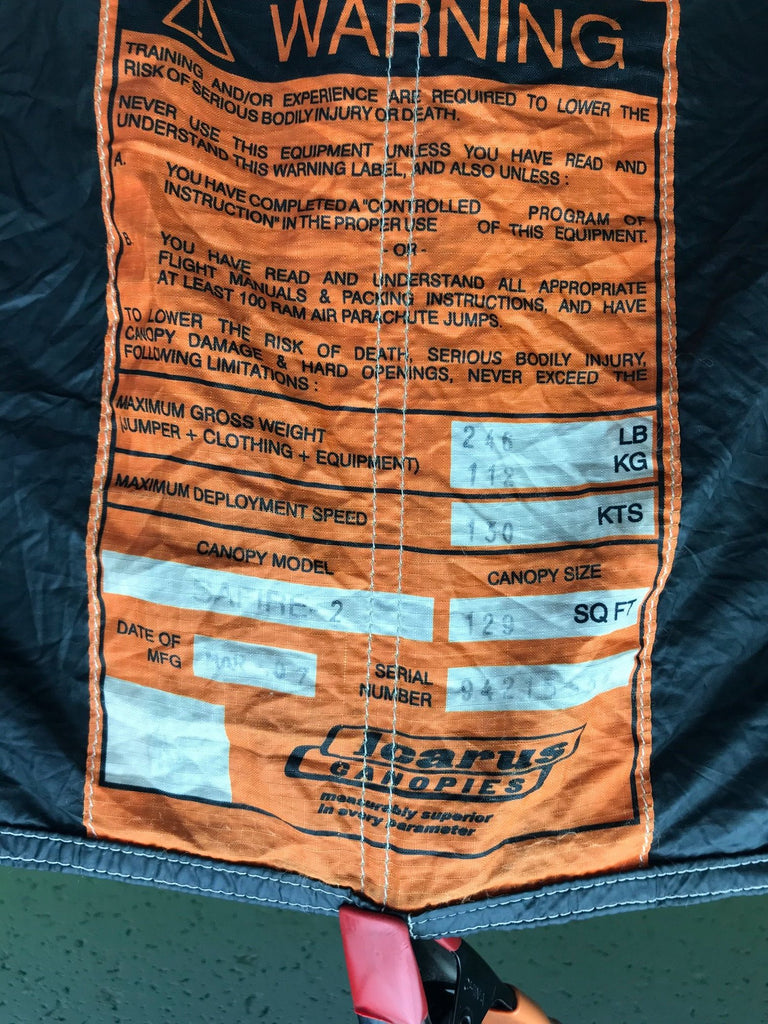 WARNING
TRAINING AND/OR EXPERIENCE ARE REQUIRED TO LOWER THE
RISK OF SERIOUS BODILY INJURY OR DEATH.
NEVER USE THIS EQUIPMENT UNLESS YOU HAVE READ AND
UNDERSTAND THIS WARNING LABEL, AND ALSO UNLESS :
A. YOU HAVE COMPLETED A "CONTROLLED PROGRAM OF
INSTRUCTION" IN THE PROPER USE OF THIS EQUIPMENT.
- OR -
B YOU HAVE READ AND UNDERSTAND ALL APPROPRIATE
FLIGHT MANUALS & PACKING INSTRUCTIONS, AND HAVE
AT LEAST 100 RAM AIR PARACHUTE JUMPS.
TO LOWER THE RISK OF DEATH, SERIOUS BODILY INJURY,
CANOPY DAMAGE & HARD OPENINGS, NEVER EXCEED THE
FOLLOWING LIMITATIONS :
MAXIMUM GROSS WEIGHT 246 LB
(JUMPER + CLOTHING + EQUIPMENT) 112 KG
MAXIMUM DEPLOYMENT SPEED 130 KTS
CANOPY MODEL CANOPY SIZE
SAFIRE-2 129 SQ FT
DATE OF
MFG MAR 07
SERIAL
NUMBER
Icarus
CANOPIES
measurably superior
in every parameter